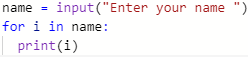 name = input("Enter your name ")
for i in name:
  print(i)